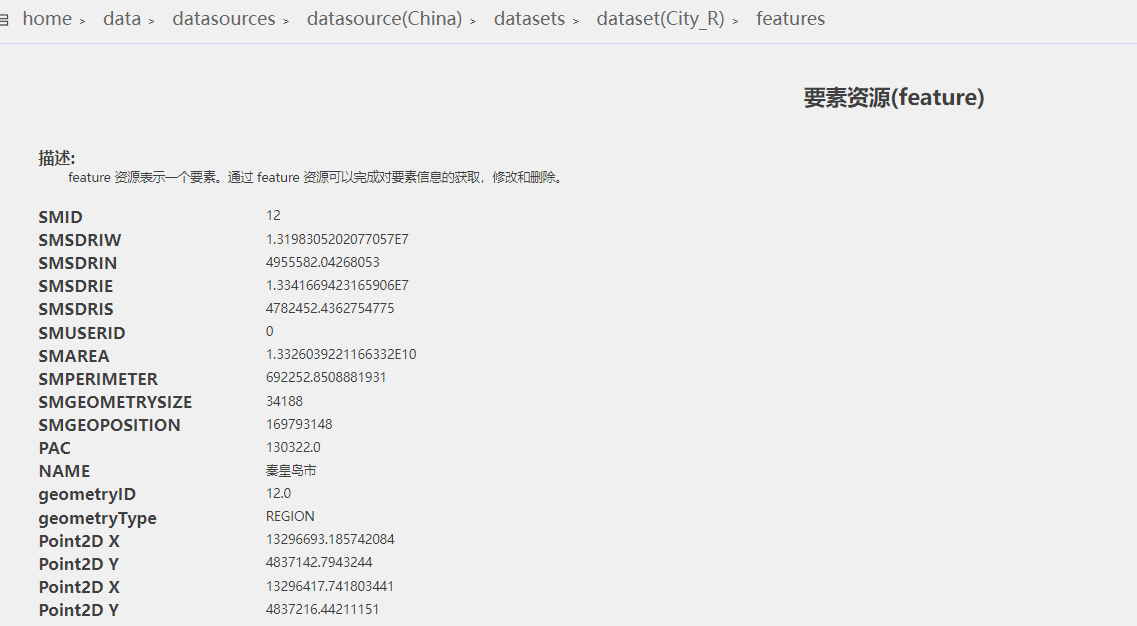 home > data > datasources > datasource(China) > datasets > dataset(City_R) > features
要素资源(feature)
描述:
feature 资源表示一个要素。通过 feature 资源可以完成对要素信息的获取，修改和删除。
SMID 12
SMSDRIW 1.3198305202077057E7
SMSDRIN 4955582.04268053
SMSDRIE 1.3341669423165906E7
SMSDRIS 4782452.4362754775
SMUSERID 0
SMAREA 1.3326039221166332E10
SMPERIMETER 692252.8508881931
SMGEOMETRYSIZE 34188
SMGEOPOSITION 169793148
PAC 130322.0
NAME 秦皇岛市
geometryID 12.0
geometryType REGION
Point2D X 13296693.185742084
Point2D Y 4837142.7943244
Point2D X 13296417.741803441
Point2D Y 4837216.44211151